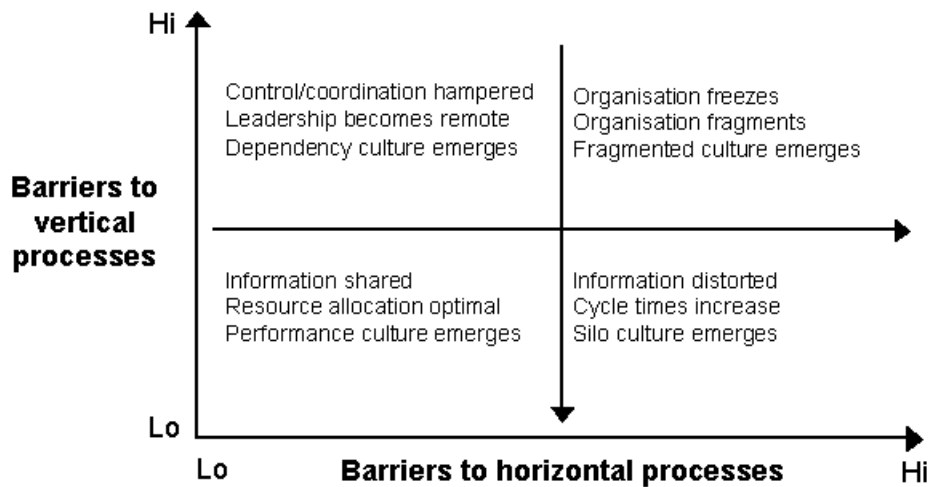 Hi
Control/coordination hampered
Leadership becomes remote
Dependency culture emerges
Organisation freezes
Organisation fragments
Fragmented culture emerges
Barriers to
vertical
processes
Information shared
Resource allocation optimal
Performance culture emerges
Information distorted
Cycle times increase
Silo culture emerges
Lo
Lo
Barriers to horizontal processes
Hi